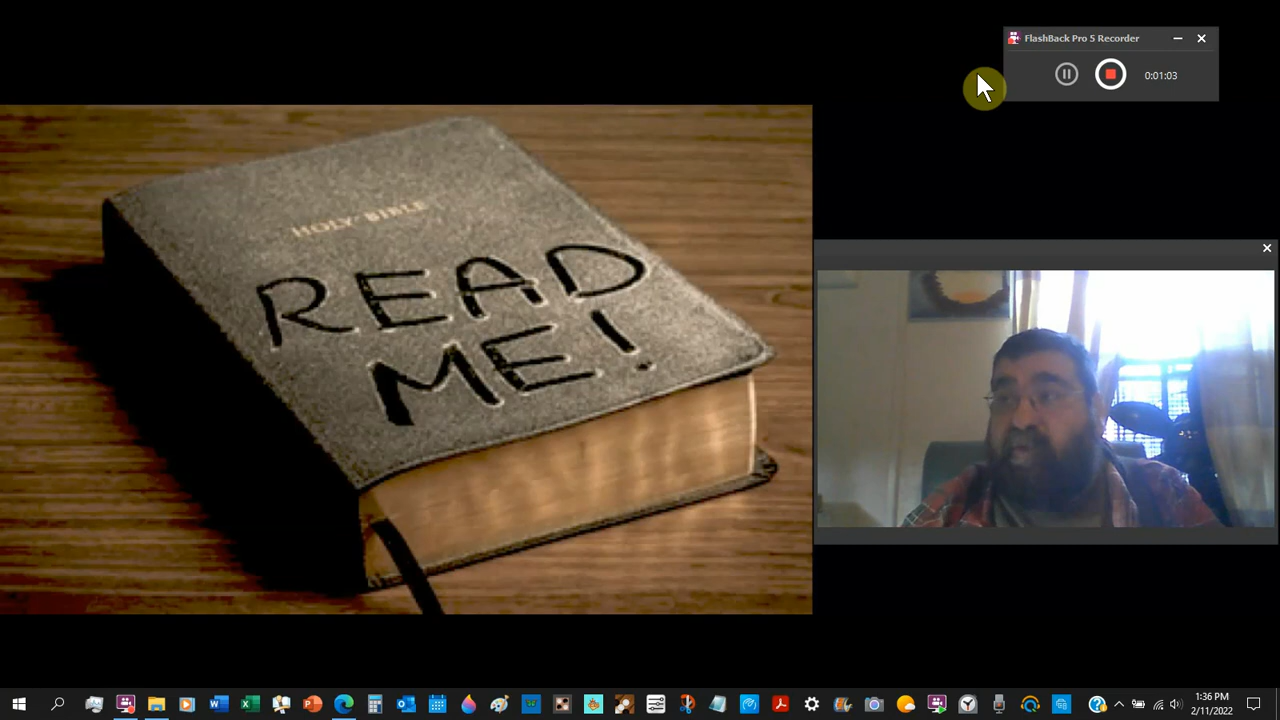 FlashBack Pro 5 Recorder
0:01:03
HOLY BIBLE
READ
ME!
1:36 PM
2/11/2022